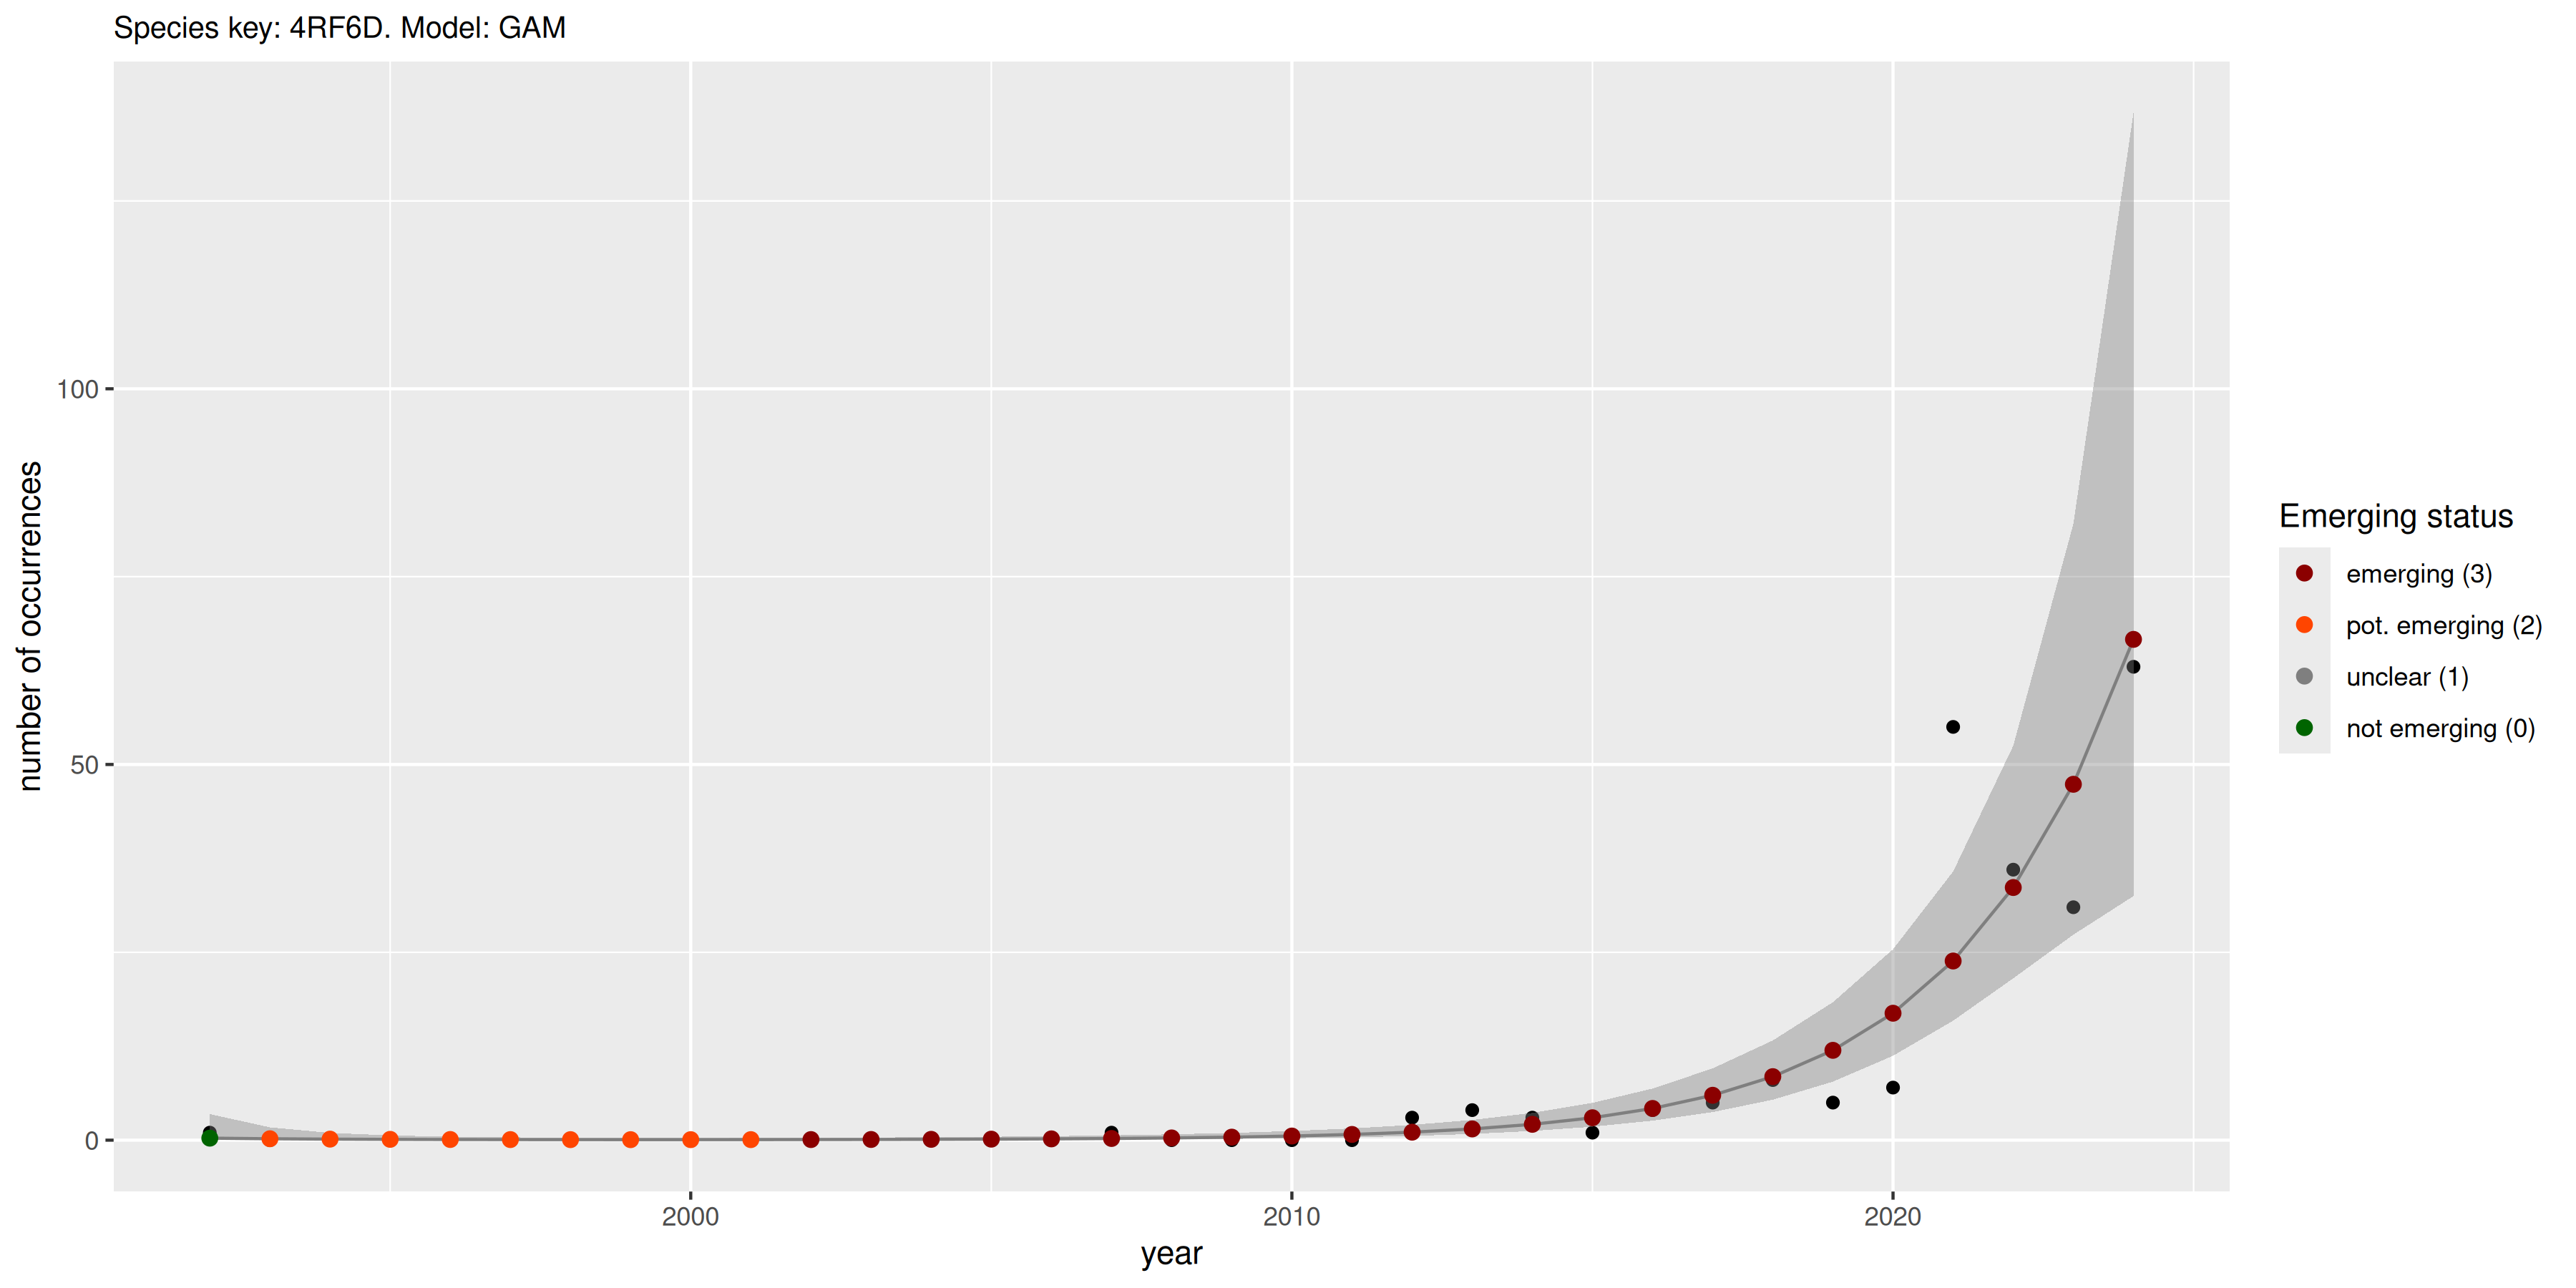 Species key: 4RF6D. Model: GAM
number of occurrences
100
50
0
2000
2010
2020
year
Emerging status
emerging (3)
pot. emerging (2)
unclear (1)
not emerging (0)